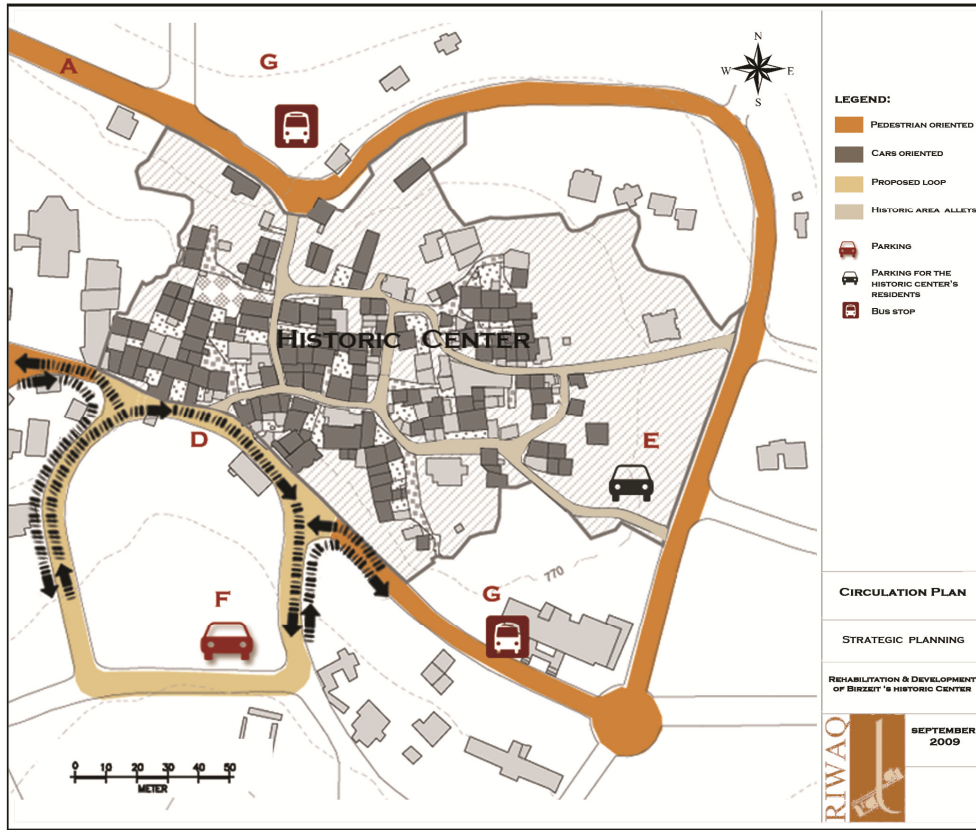 A
G
N
W E
S
HISTORIC CENTER
D
E
F
G
770
0 10 20 30 40 50
METER
LEGEND:
PEDESTRIAN ORIENTED
CARS ORIENTED
PROPOSED LOOP
HISTORIC AREA ALLEYS
PARKING
PARKING FOR THE
HISTORIC CENTER'S
RESIDENTS
BUS STOP
CIRCULATION PLAN
STRATEGIC PLANNING
REHABILITATION & DEVELOPMENT
OF BIRZEIT 'S HISTORIC CENTER
RIWAQ
SEPTEMBER
2009